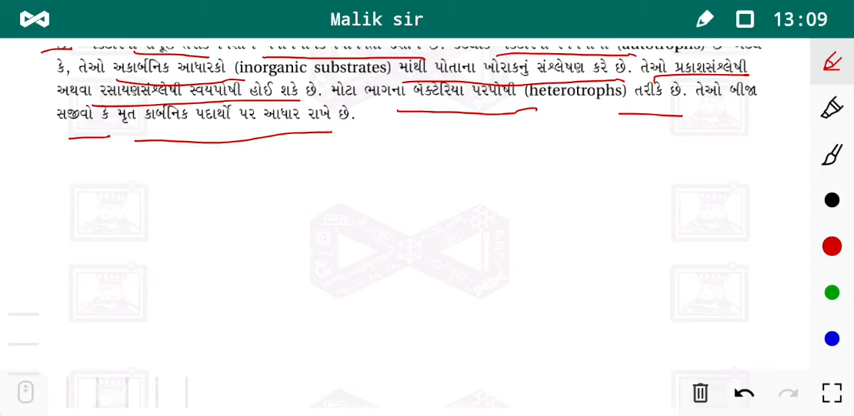 Malik sir
13:09
(autotrophs) છે
કે, તેઓ અકાર્બનિક આધારકો (inorganic substrates) માંથી પોતાના ખોરાકનું સંશ્લેષણ કરે છે. તેઓ પ્રકાશસંશ્લેષી
અથવા રસાયણસંશ્લેષી સ્વયંપોષી હોઈ શકે છે. મોટા ભાગના બૅક્ટેરિયા પરપોષી (heterotrophs) તરીકે છે. તેઓ બીજા
સજીવો કે મૃત કાર્બનિક પદાર્થો પર આધાર રાખે છે.